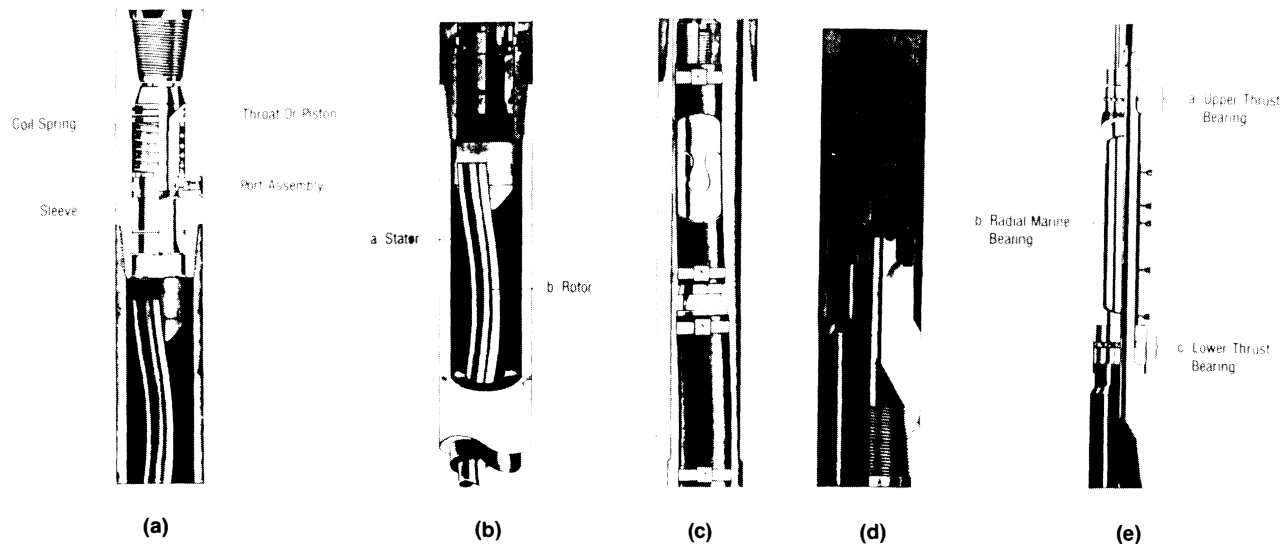 Coil Spring
Throat Or Piston
Port Assembly
Sleeve
a Stator
b Rotor
a Upper Thrust
Bearing
b Radial Marine
Bearing
c Lower Thrust
Bearing
(a)
(b)
(c)
(d)
(e)